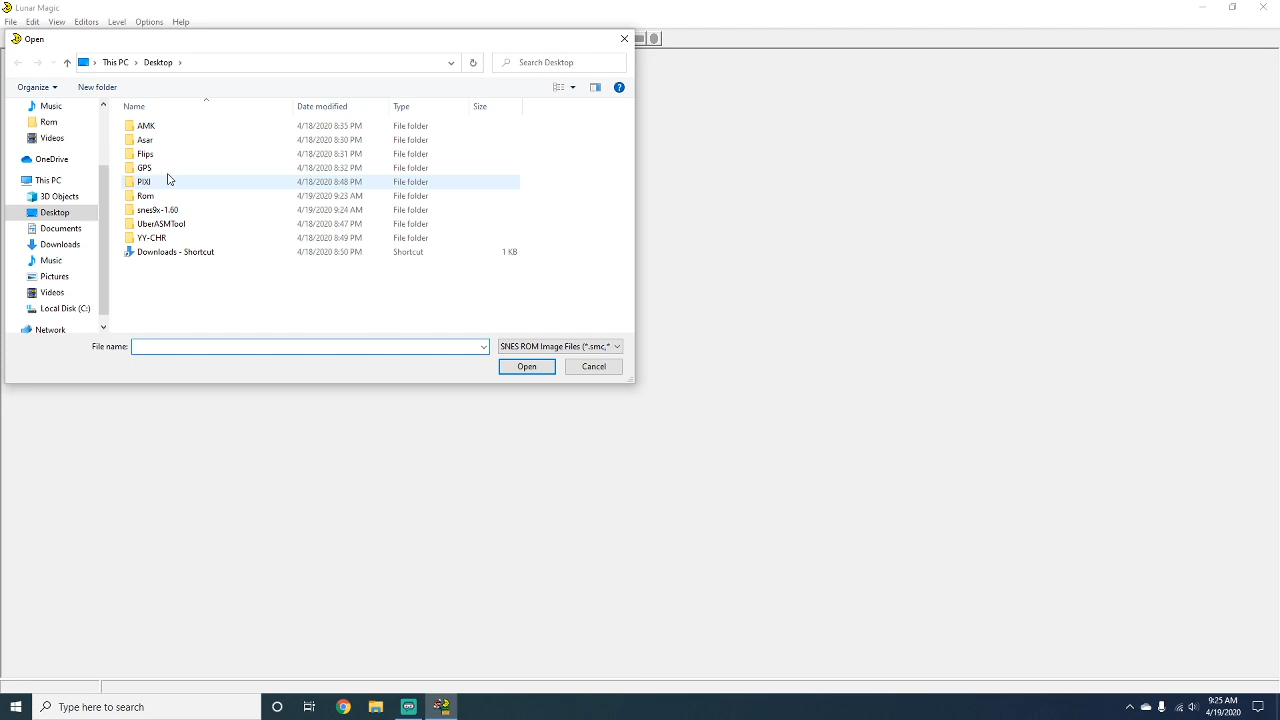 Lunar Magic
File Edit View Editors Level Options Help
Open
This PC Desktop
Search Desktop
Organize New folder
Music
Rom
Videos
OneDrive
This PC
3D Objects
Desktop
Documents
Downloads
Music
Pictures
Videos
Local Disk (C:)
Network
Name Date modified Type Size
AMK 4/18/2020 8:35 PM File folder
Asar 4/18/2020 8:30 PM File folder
Flips 4/18/2020 8:31 PM File folder
GPS 4/18/2020 8:32 PM File folder
PIXI 4/18/2020 8:48 PM File folder
Rom 4/19/2020 9:23 AM File folder
snes9x-1.60 4/19/2020 9:24 AM File folder
UberASMTool 4/18/2020 8:47 PM File folder
YY-CHR 4/18/2020 8:49 PM File folder
Downloads - Shortcut 4/18/2020 8:50 PM Shortcut 1 KB
File name: SNES ROM Image Files (*.smc,*
Open Cancel
Type here to search
9:25 AM
4/19/2020